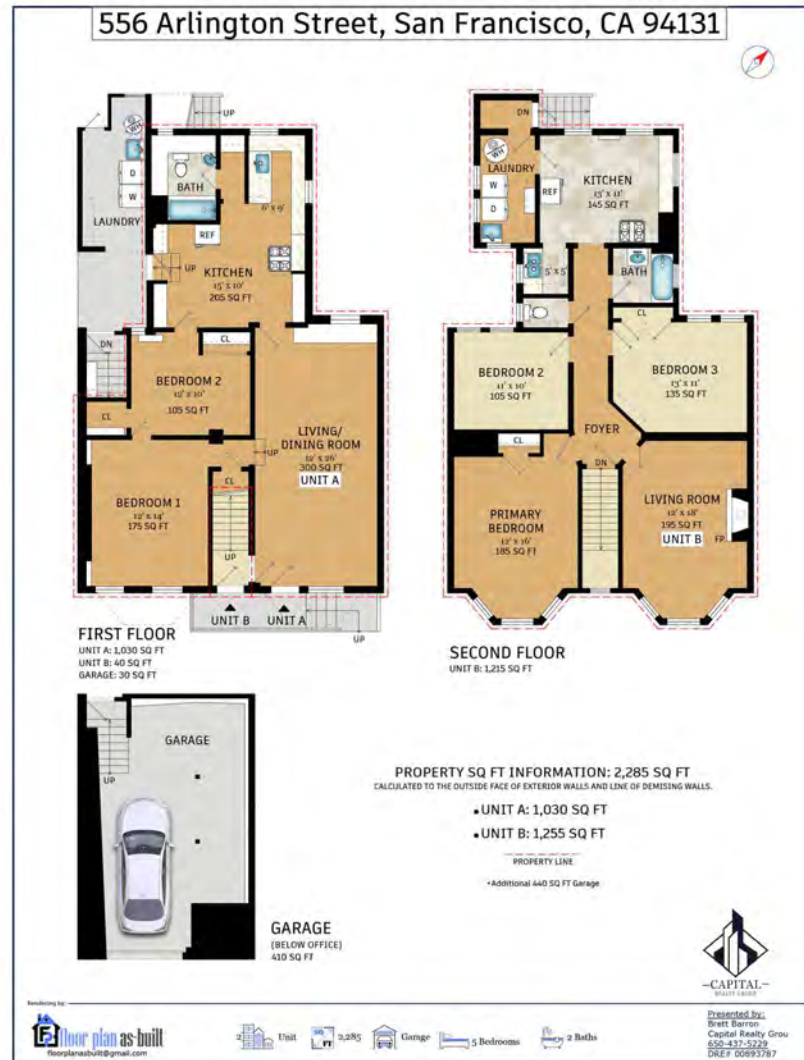 556 Arlington Street, San Francisco, CA 94131
UP
WH
D
W
BATH
LAUNDRY
6' x 9'
REF
KITCHEN
15' x 10'
205 SQ FT
UP
DN
CL
BEDROOM 2
12' x 10'
105 SQ FT
CL
LIVING/
DINING ROOM
12' x 26'
300 SQ FT
UNIT A
UP
CL
BEDROOM 1
12' x 14'
175 SQ FT
UP
UNIT B
UNIT A
UP
FIRST FLOOR
UNIT A: 1,030 SQ FT
UNIT B: 40 SQ FT
GARAGE: 30 SQ FT
DN
WH
LAUNDRY
W
D
REF
KITCHEN
13' x 11'
145 SQ FT
5' x 5'
BATH
CL
BEDROOM 2
11' x 10'
105 SQ FT
BEDROOM 3
13' x 11'
135 SQ FT
FOYER
CL
DN
PRIMARY
BEDROOM
12' x 16'
185 SQ FT
LIVING ROOM
12' x 18'
195 SQ FT
UNIT B
FP
SECOND FLOOR
UNIT B: 1,215 SQ FT
GARAGE
UP
GARAGE
(BELOW OFFICE)
410 SQ FT
PROPERTY SQ FT INFORMATION: 2,285 SQ FT
CALCULATED TO THE OUTSIDE FACE OF EXTERIOR WALLS AND LINE OF DEMISING WALLS.
•UNIT A: 1,030 SQ FT
•UNIT B: 1,255 SQ FT
PROPERTY LINE
•Additional 440 SQ FT Garage
CAPITAL
REALTY GROUP
Rendering by:
floor plan as-built
floorplanasbuilt@gmail.com
2 Unit
SQ FT 2,285
Garage
5 Bedrooms
2 Baths
Presented by:
Brett Barron
Capital Realty Grou
650-437-5229
DRE# 00893787